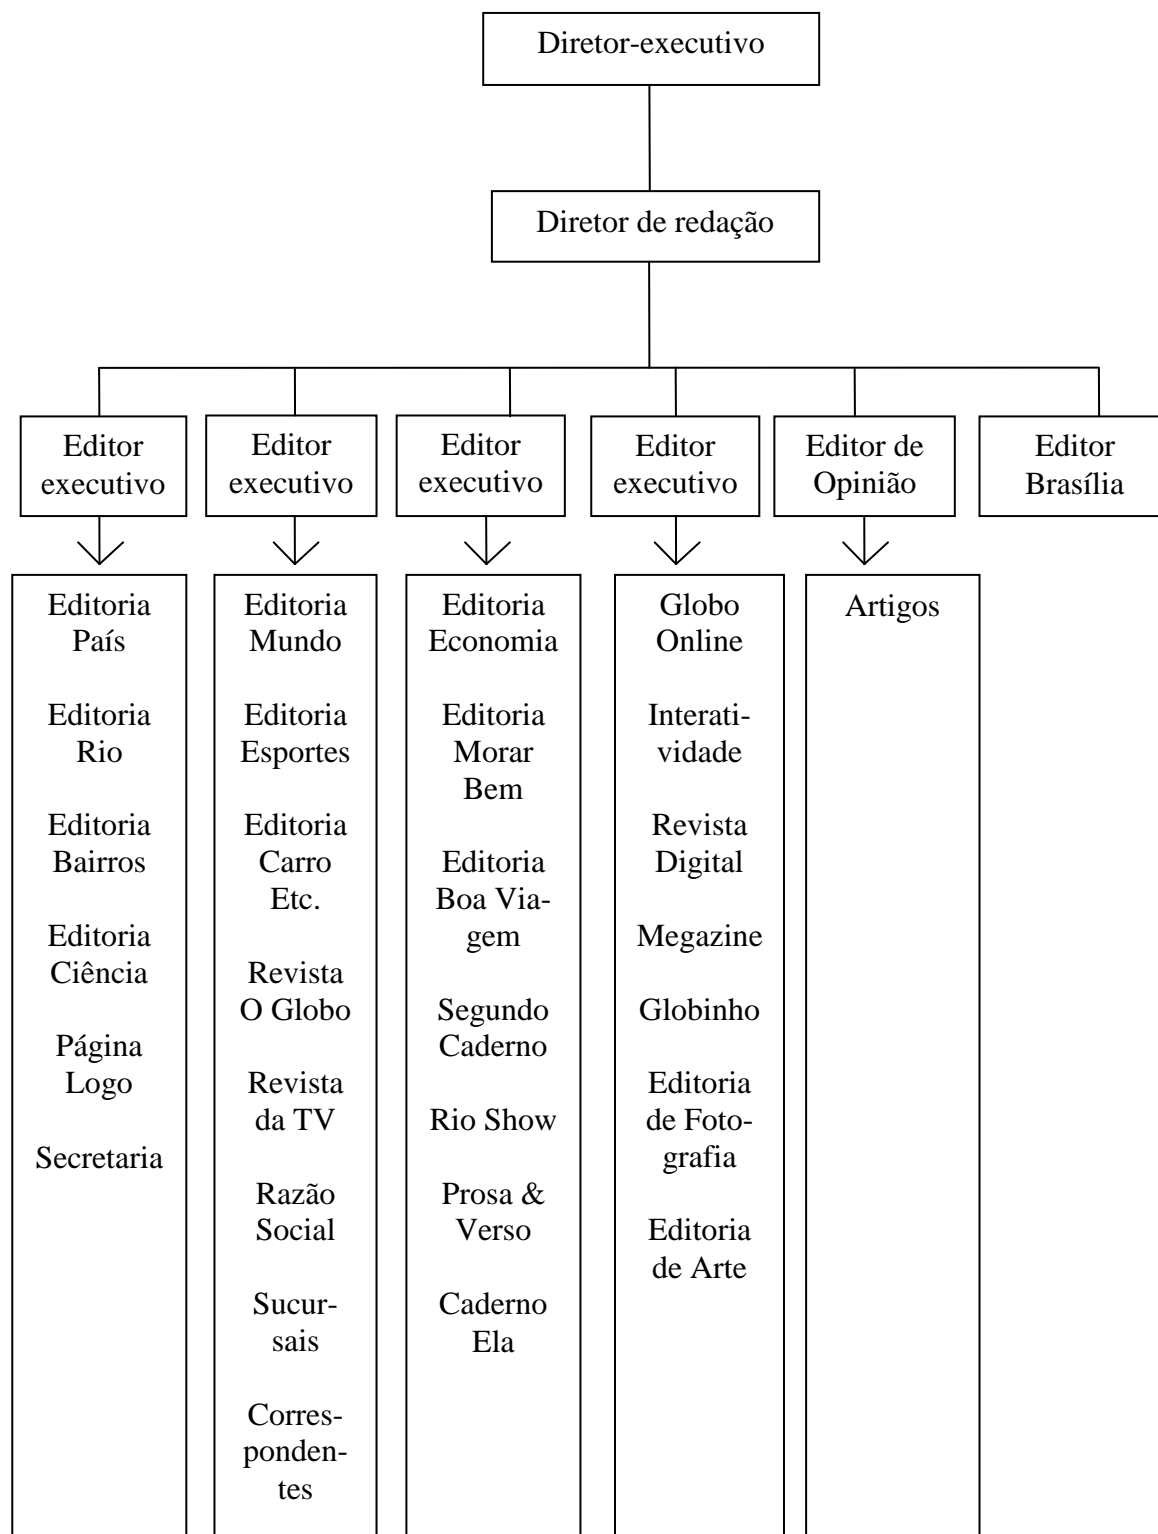 Diretor-executivo
Diretor de redação
Editor
executivo
Editor
executivo
Editor
executivo
Editor
executivo
Editor de
Opinião
Editor
Brasília
Editoria
País
Editoria
Rio
Editoria
Bairros
Editoria
Ciência
Página
Logo
Secretaria
Editoria
Mundo
Editoria
Esportes
Editoria
Carro
Etc.
Revista
O Globo
Revista
da TV
Razão
Social
Sucur-
sais
Corres-
ponden-
tes
Editoria
Economia
Editoria
Morar
Bem
Editoria
Boa Via-
gem
Segundo
Caderno
Rio Show
Prosa &
Verso
Caderno
Ela
Globo
Online
Interati-
vidade
Revista
Digital
Megazine
Globinho
Editoria
de Foto-
grafia
Editoria
de Arte
Artigos